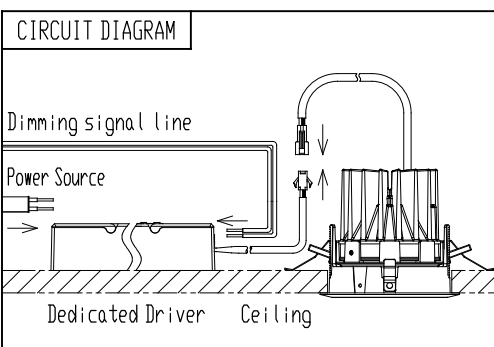 CIRCUIT DIAGRAM
Dimming signal line
Power Source
Dedicated Driver
Ceiling